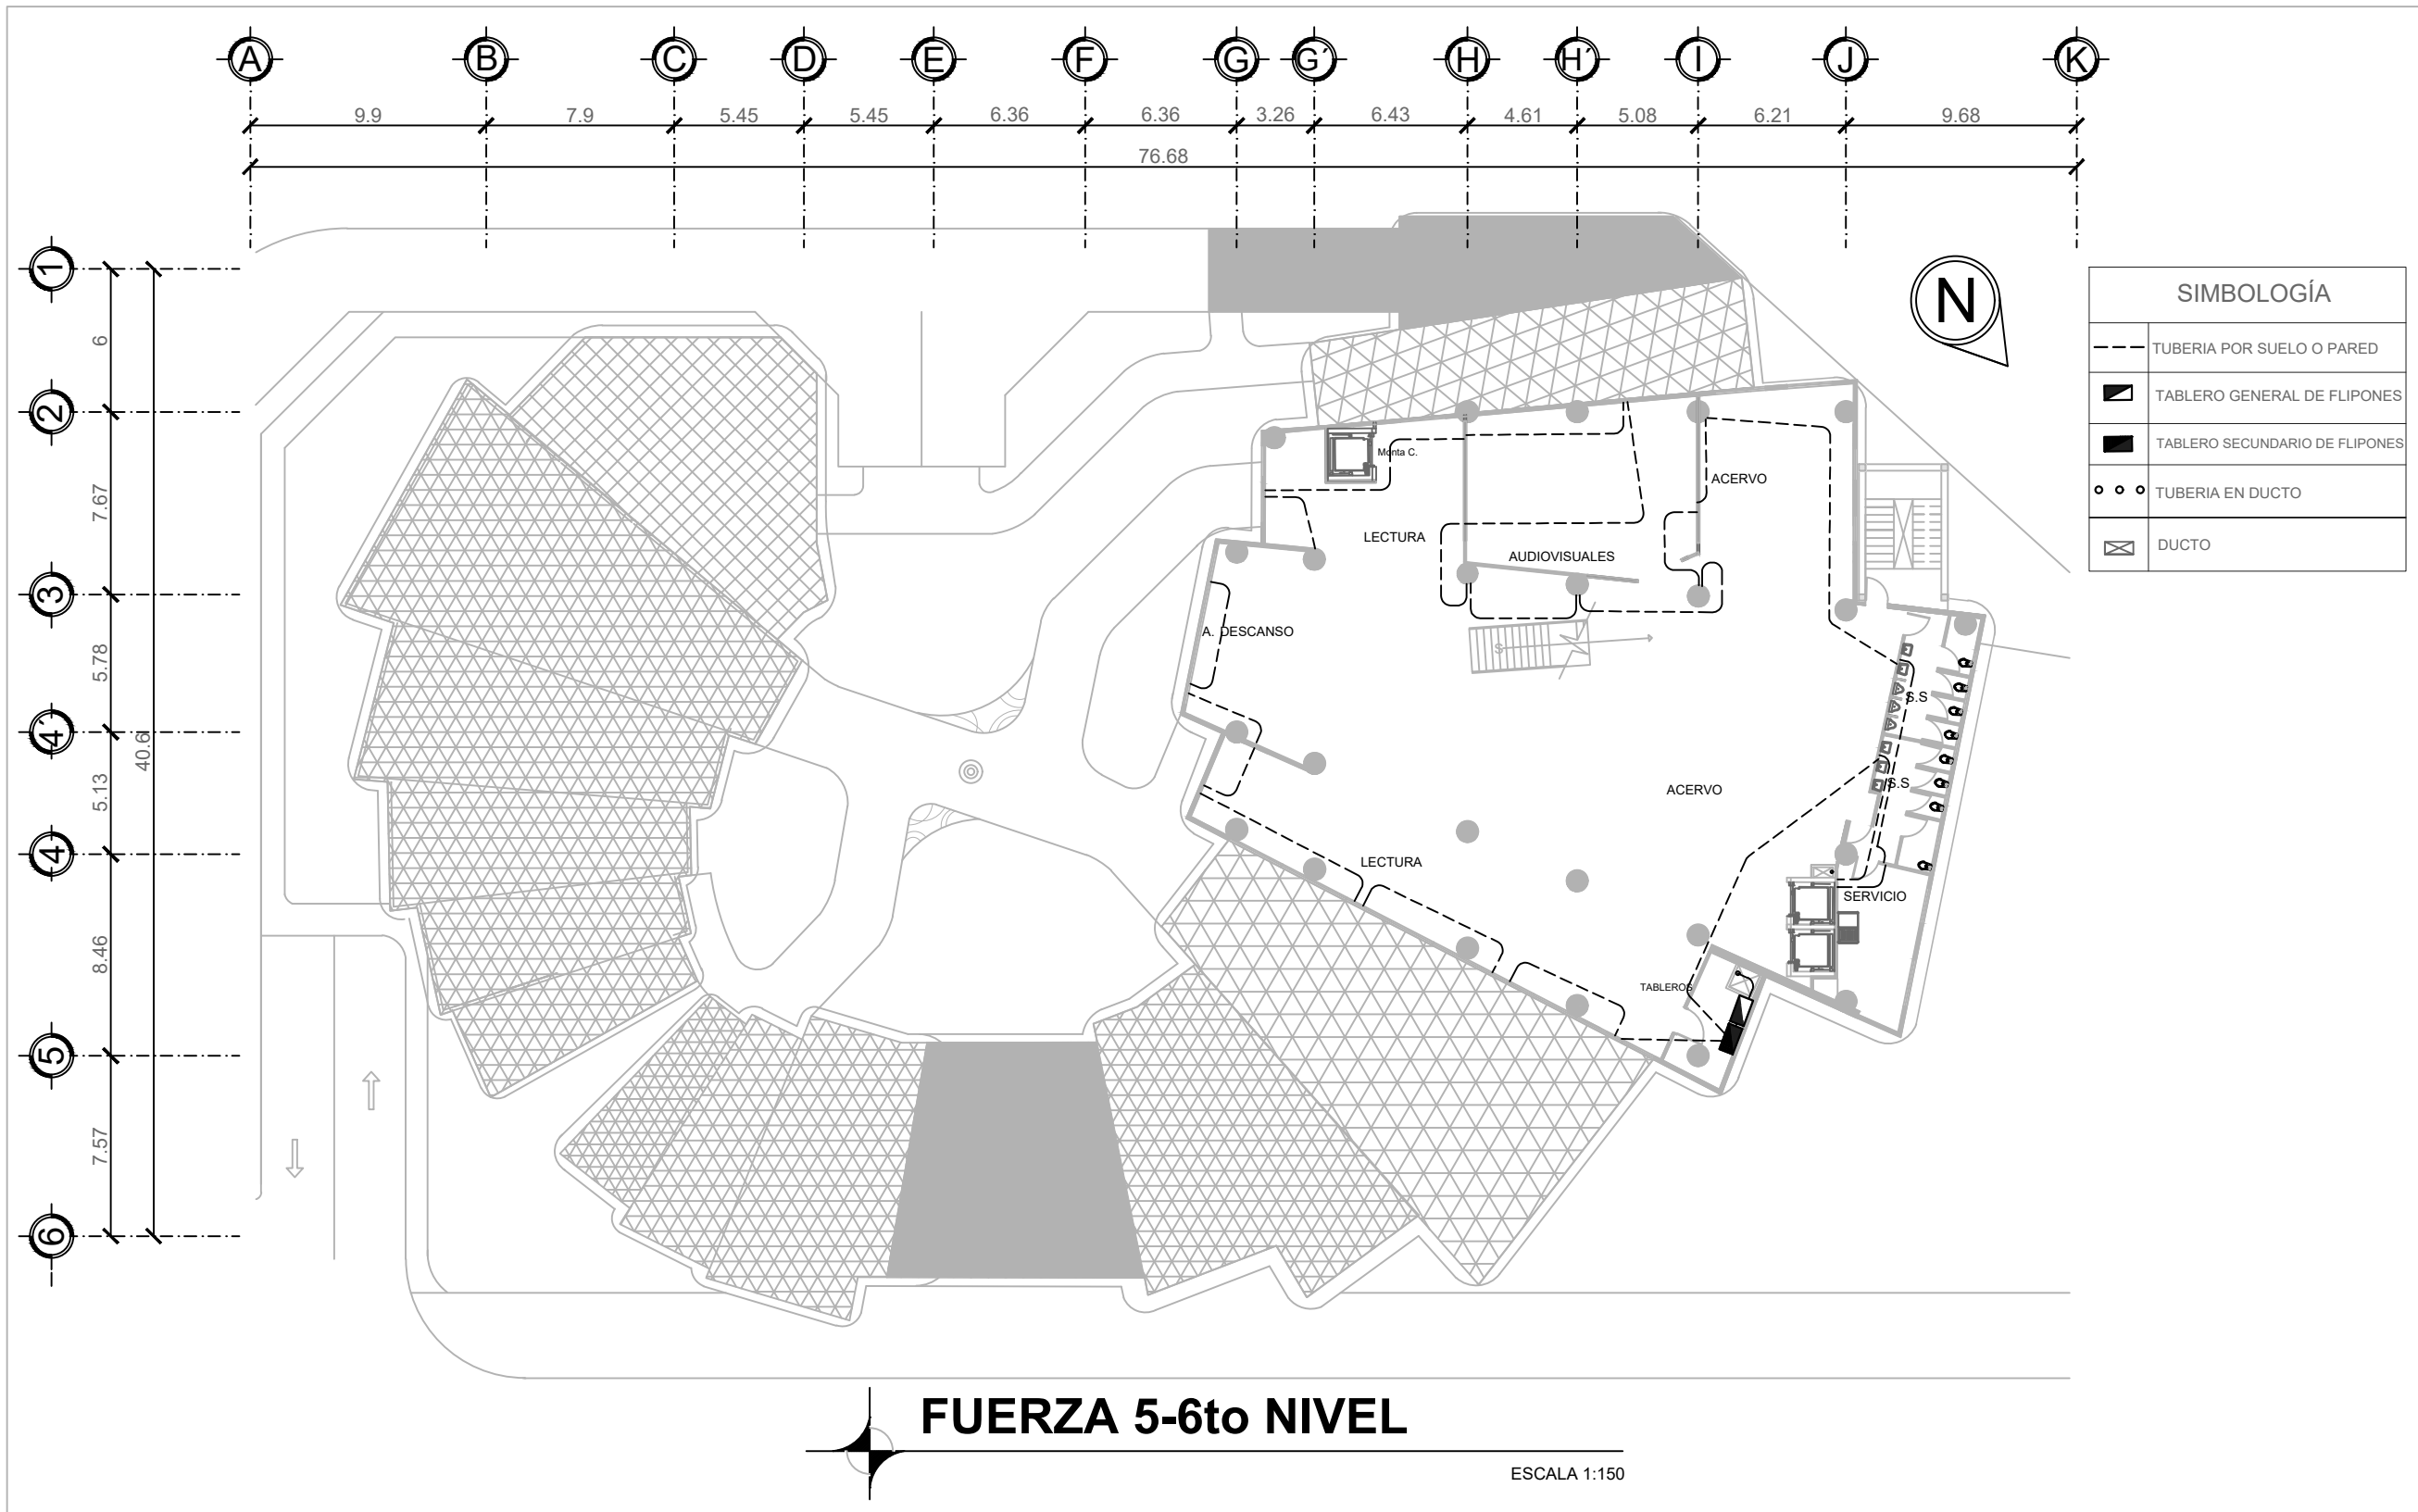 A B C D E F G G´ H H´ I J K
9.9 7.9 5.45 5.45 6.36 6.36 3.26 6.43 4.61 5.08 6.21 9.68
76.68
1
2
3
4´
4
5
6
6
7.67
5.78
5.13
8.46
7.57
40.6
N
SIMBOLOGÍA
TUBERIA POR SUELO O PARED
TABLERO GENERAL DE FLIPONES
TABLERO SECUNDARIO DE FLIPONES
TUBERIA EN DUCTO
DUCTO
Monta C.
ACERVO
LECTURA
AUDIOVISUALES
A. DESCANSO
S
S.S
S.S
ACERVO
LECTURA
SERVICIO
TABLEROS
FUERZA 5-6to NIVEL
ESCALA 1:150